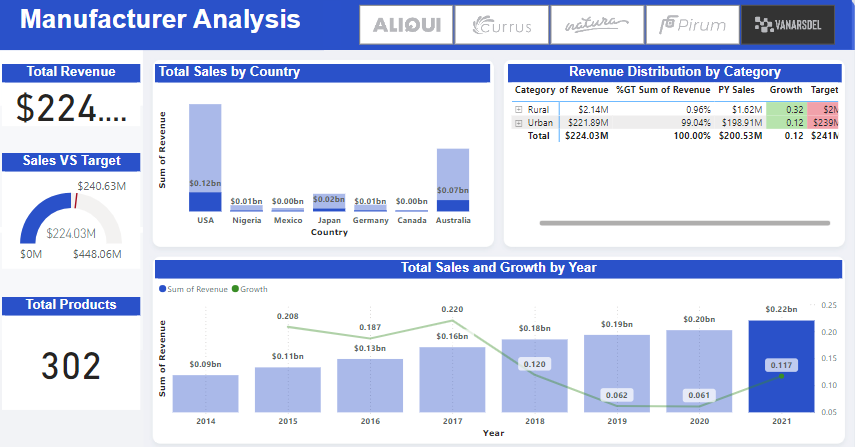 Manufacturer Analysis
ALIQUI
currus
natura
Pirum
VANARSDEL
Total Revenue
$224....
Sales VS Target
$240.63M
$224.03M
$0M
$448.06M
Total Products
302
Total Sales by Country
Sum of Revenue
$0.12bn
$0.01bn
$0.00bn
$0.02bn
$0.01bn
$0.00bn
$0.07bn
USA
Nigeria
Mexico
Japan
Germany
Canada
Australia
Country
Revenue Distribution by Category
Category of Revenue %GT Sum of Revenue PY Sales Growth Target
Rural $2.14M 0.96% $1.62M 0.32 $2M
Urban $221.89M 99.04% $198.91M 0.12 $239M
Total $224.03M 100.00% $200.53M 0.12 $241M
Total Sales and Growth by Year
Sum of Revenue Growth
Sum of Revenue
$0.09bn
$0.11bn
$0.13bn
$0.16bn
$0.18bn
$0.19bn
$0.20bn
$0.22bn
0.208
0.187
0.220
0.120
0.062
0.061
0.117
0.25
0.20
0.15
0.10
0.05
2014
2015
2016
2017
2018
2019
2020
2021
Year